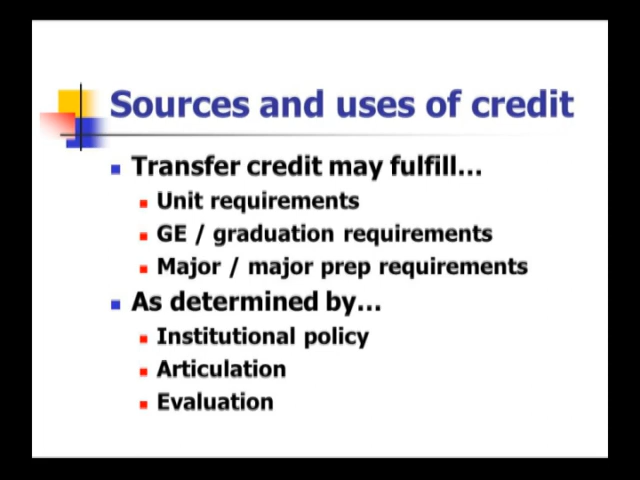 Sources and uses of credit
Transfer credit may fulfill...
Unit requirements
GE / graduation requirements
Major / major prep requirements
As determined by...
Institutional policy
Articulation
Evaluation